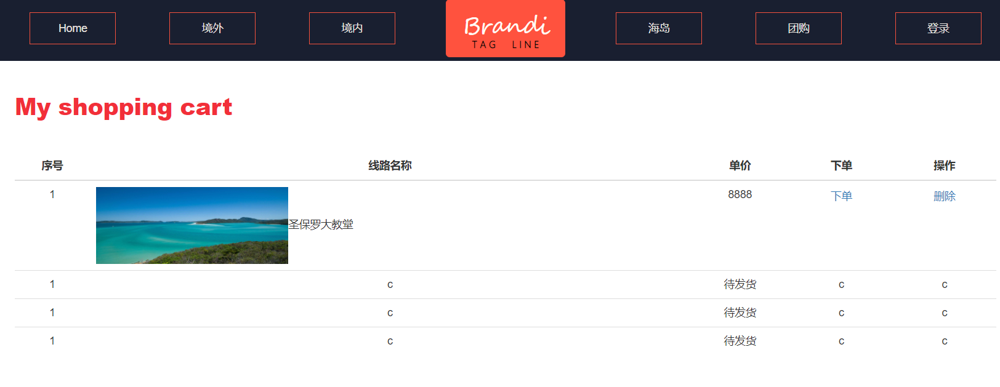 Home 境外 境内 Brandi 海岛 团购 登录
TAG LINE
My shopping cart
序号 线路名称 单价 下单 操作
1 圣保罗大教堂 8888 下单 删除
1 c 待发货 c c
1 c 待发货 c c
1 c 待发货 c c